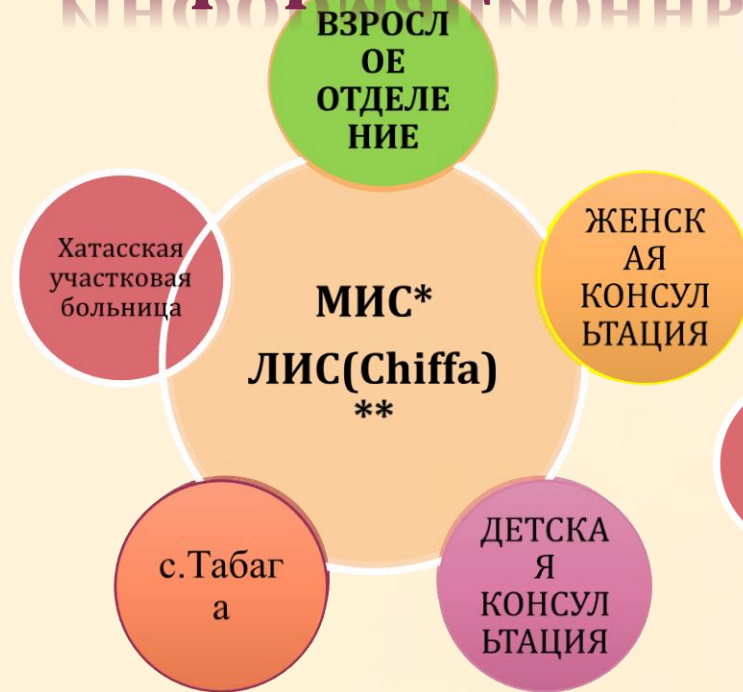 ВЗРОСЛ
ОЕ
ОТДЕЛЕ
НИЕ
Хатасская
участковая
больница
МИС*
ЛИС(Chiffa)
**
ЖЕНСК
АЯ
КОНСУЛ
ЬТАЦИЯ
с.Табаг
а
ДЕТСКА
Я
КОНСУЛ
ЬТАЦИЯ